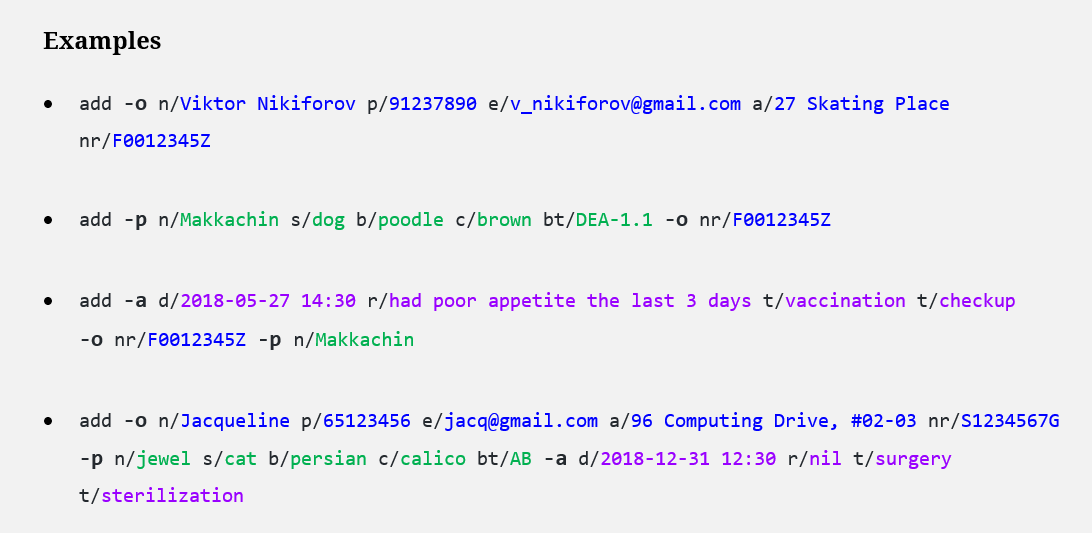 Examples
• add -o n/Viktor Nikiforov p/91237890 e/v_nikiforov@gmail.com a/27 Skating Place
nr/F0012345Z
• add -p n/Makkachin s/dog b/poodle c/brown bt/DEA-1.1 -o nr/F0012345Z
• add -a d/2018-05-27 14:30 r/had poor appetite the last 3 days t/vaccination t/checkup
-o nr/F0012345Z -p n/Makkachin
• add -o n/Jacqueline p/65123456 e/jacq@gmail.com a/96 Computing Drive, #02-03 nr/S1234567G
-p n/jewel s/cat b/persian c/calico bt/AB -a d/2018-12-31 12:30 r/nil t/surgery
t/sterilization